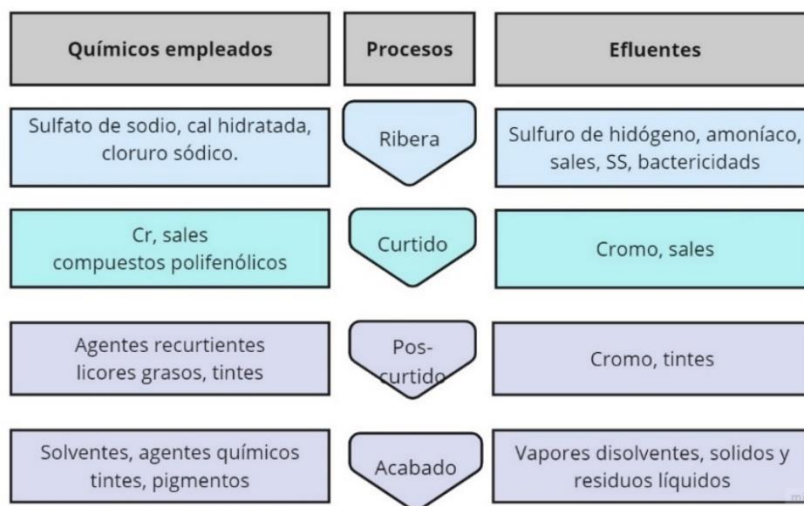 Químicos empleados
Procesos
Efluentes
Sulfato de sodio, cal hidratada,
cloruro sódico.
Ribera
Sulfuro de hidógeno, amoníaco,
sales, SS, bactericidads
Cr, sales
compuestos polifenólicos
Curtido
Cromo, sales
Agentes recurtientes
licores grasos, tintes
Pos-
curtido
Cromo, tintes
Solventes, agentes químicos
tintes, pigmentos
Acabado
Vapores disolventes, solidos y
residuos líquidos